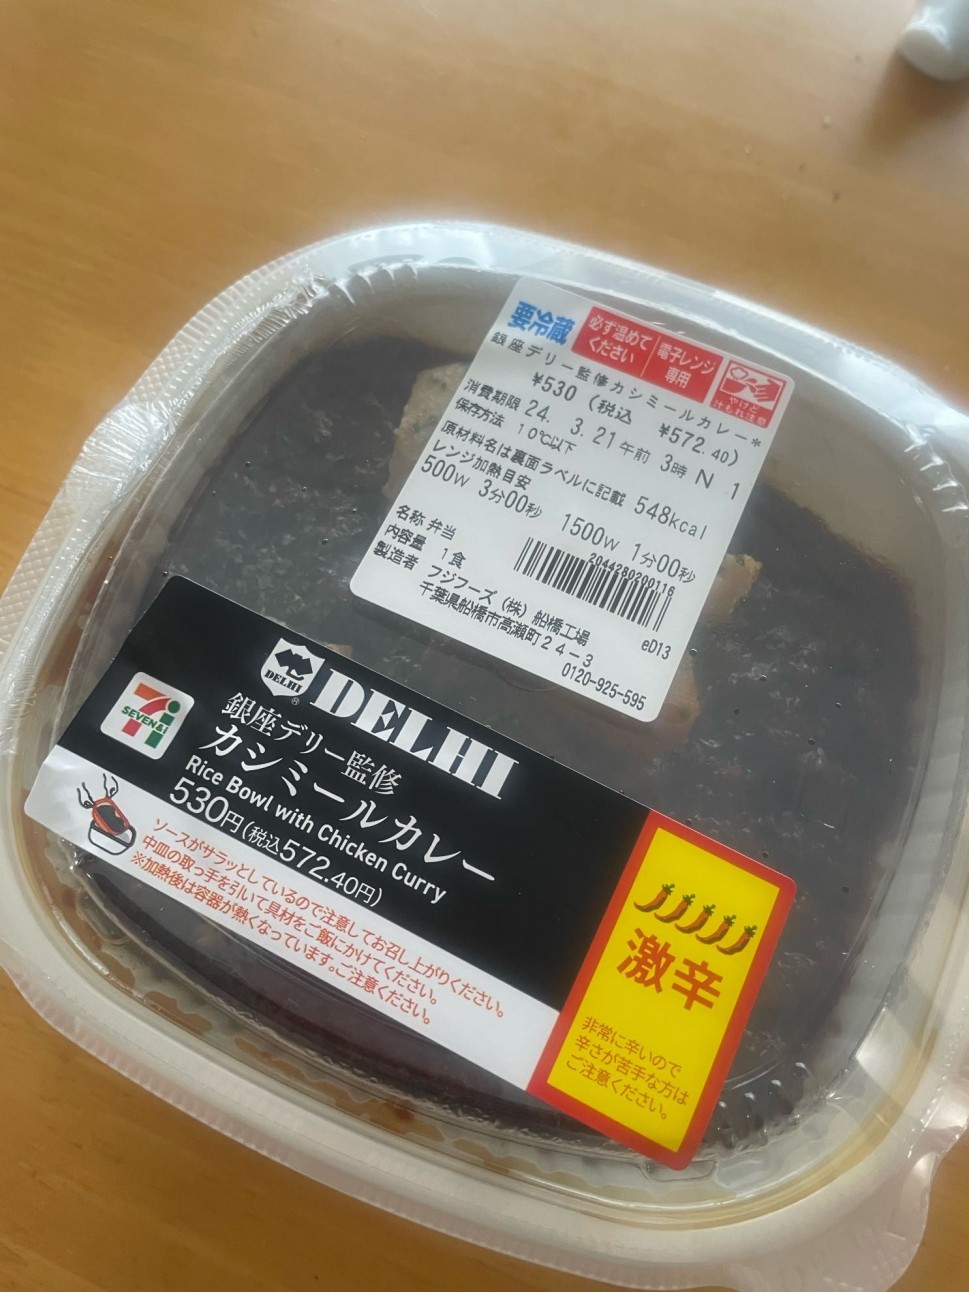 要冷蔵
必ず温めて
ください
電子レンジ
専用
やけど
汁もれ注意
銀座デリー監修カシミールカレー*
¥530 (税込 ¥572.40)
消費期限 24. 3. 21 午前 3時 N 1
保存方法 10℃以下
原材料名は裏面ラベルに記載 548kcal
レンジ加熱目安
500W 3分00秒 1500W 1分00秒
名称 弁当
内容量 1食
2044280200116
製造者 フジフーズ(株) 船橋工場 eD13
千葉県船橋市高瀬町24-3
0120-925-595
DELHI
DELHI
SEVEN&i
銀座デリー監修
カシミールカレー
Rice Bowl with Chicken Curry
530円(税込572.40円)
ソースがサラッとしているので注意してお召し上がりください。
中皿の取っ手を引いて具材をご飯にかけてください。
※加熱後は容器が熱くなっています。ご注意ください。
激辛
非常に辛いので
辛さが苦手な方は
ご注意ください。